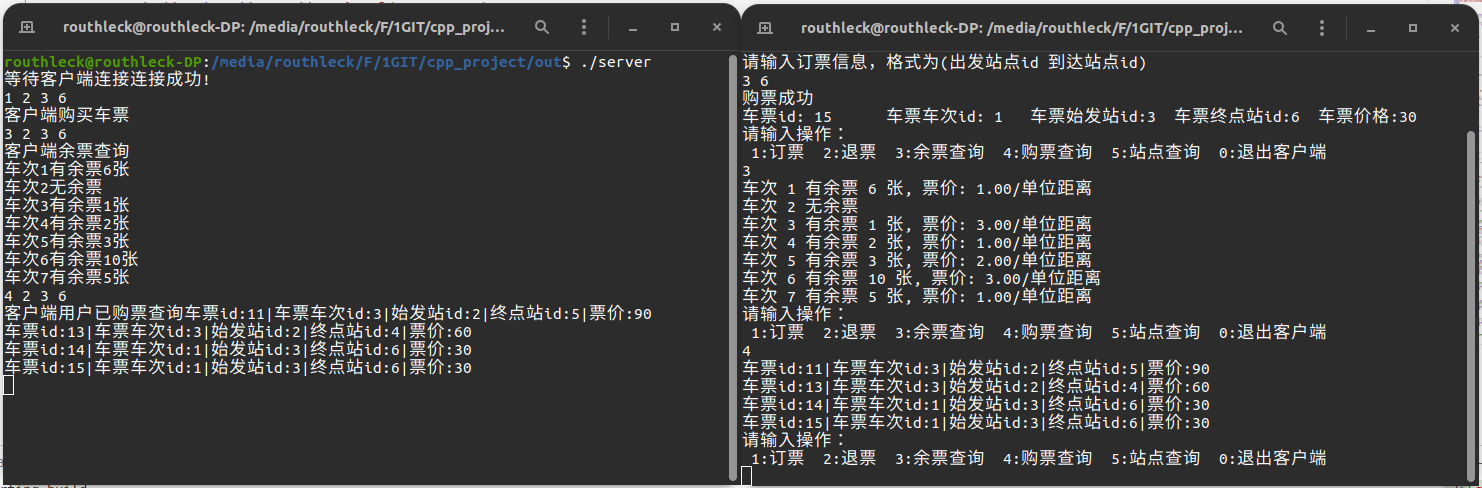 routhleck@routhleck-DP: /media/routhleck/F/1GIT/cpp_proj...
routhleck@routhleck-DP:/media/routhleck/F/1GIT/cpp_project/out$ ./server
等待客户端连接连接成功!
1 2 3 6
客户端购买车票
3 2 3 6
客户端余票查询
车次1有余票6张
车次2无余票
车次3有余票1张
车次4有余票2张
车次5有余票3张
车次6有余票10张
车次7有余票5张
4 2 3 6
客户端用户已购票查询车票id:11|车票车次id:3|始发站id:2|终点站id:5|票价:90
车票id:13|车票车次id:3|始发站id:2|终点站id:4|票价:60
车票id:14|车票车次id:1|始发站id:3|终点站id:6|票价:30
车票id:15|车票车次id:1|始发站id:3|终点站id:6|票价:30
routhleck@routhleck-DP: /media/routhleck/F/1GIT/cpp_proj...
请输入订票信息，格式为(出发站点id 到达站点id)
3 6
购票成功
车票id: 15 车票车次id: 1 车票始发站id:3 车票终点站id:6 车票价格:30
请输入操作：
1:订票 2:退票 3:余票查询 4:购票查询 5:站点查询 0:退出客户端
3
车次 1 有余票 6 张, 票价: 1.00/单位距离
车次 2 无余票
车次 3 有余票 1 张, 票价: 3.00/单位距离
车次 4 有余票 2 张, 票价: 1.00/单位距离
车次 5 有余票 3 张, 票价: 2.00/单位距离
车次 6 有余票 10 张, 票价: 3.00/单位距离
车次 7 有余票 5 张, 票价: 1.00/单位距离
请输入操作：
1:订票 2:退票 3:余票查询 4:购票查询 5:站点查询 0:退出客户端
4
车票id:11|车票车次id:3|始发站id:2|终点站id:5|票价:90
车票id:13|车票车次id:3|始发站id:2|终点站id:4|票价:60
车票id:14|车票车次id:1|始发站id:3|终点站id:6|票价:30
车票id:15|车票车次id:1|始发站id:3|终点站id:6|票价:30
请输入操作：
1:订票 2:退票 3:余票查询 4:购票查询 5:站点查询 0:退出客户端